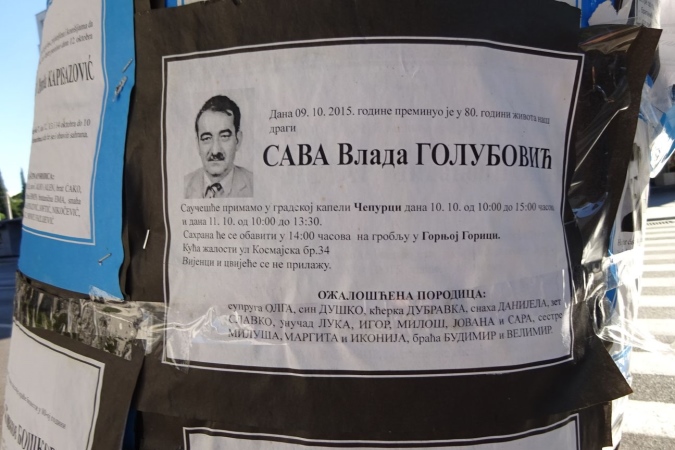 КАРВАЗОВИЋ
Дана 09. 10. 2015. године преминуо је у 80. години живота наш
драги
САВА Влада ГОЛУБОВИЋ
Саучешће примамо у градској капели Чепурци дана 10. 10. од 10:00 до 15:00 часова
и дана 11. 10. од 10:00 до 13:30.
Сахрана ће се обавити у 14:00 часова на гробљу у Горњој Горици.
Кућа жалости ул Космајска бр.34
Вијенци и цвијеће се не прилажу.
ОЖАЛОШЋЕНА ПОРОДИЦА:
супруга ОЛГА, син ДУШКО, кћерка ДУБРАВКА, снаха ДАНИЈЕЛА, зет
СЛАВКО, унучад ЛУКА, ИГОР, МИЛОШ, ЈОВАНА и САРА, сестре
МИЛУША, МАРГИТА и ИКОНИЈА, браћа БУДИМИР и ВЕЛИМИР.